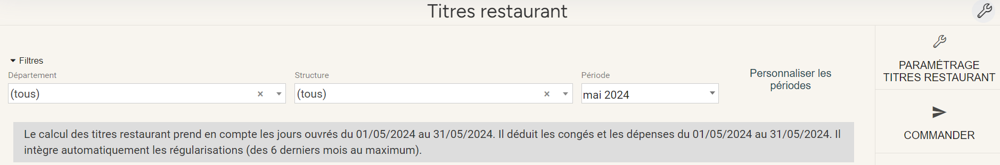 Titres restaurant
Filtres
Département
Structure
Période
Personnaliser les
périodes
(tous)
(tous)
mai 2024
Le calcul des titres restaurant prend en compte les jours ouvrés du 01/05/2024 au 31/05/2024. Il déduit les congés et les dépenses du 01/05/2024 au 31/05/2024. Il
intègre automatiquement les régularisations (des 6 derniers mois au maximum).
PARAMÉTRAGE
TITRES RESTAURANT
COMMANDER